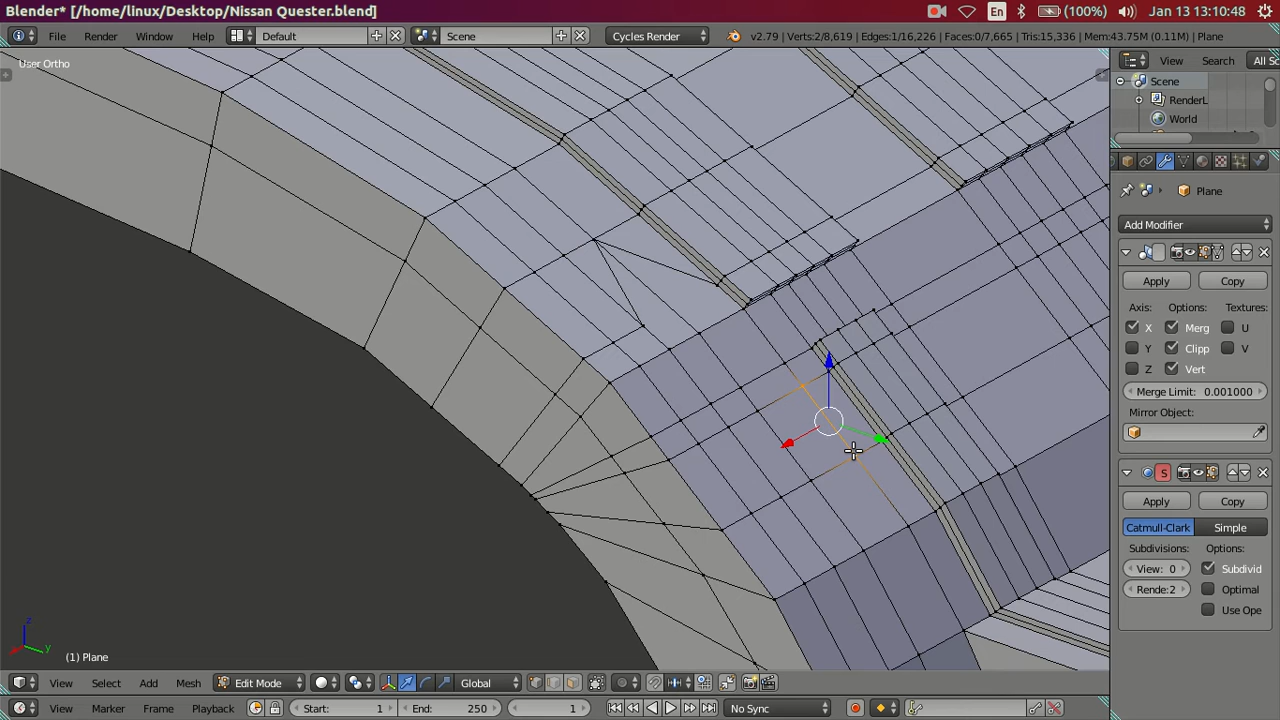 Blender* [/home/linux/Desktop/Nissan Quester.blend]
En (100%) Jan 13 13:10:48
File Render Window Help Default Scene Cycles Render v2.79 | Verts:2/8,619 | Edges:1/16,226 | Faces:0/7,665 | Tris:15,336 | Mem:43.75M (0.11M) | Plane
View Search All Sc
User Ortho
Scene
RenderL
World
Plane
Add Modifier
Apply Copy
Axis: Options: Textures:
X Merg U
Y Clipp V
Z Vert
Merge Limit: 0.001000
Mirror Object:
S
Apply Copy
Catmull-Clark Simple
Subdivisions: Options:
View: 0 Subdivid
Rende:2 Optimal
Use Ope
z
y
(1) Plane
View Select Add Mesh Edit Mode Global
View Marker Frame Playback Start: 1 End: 250 1 No Sync